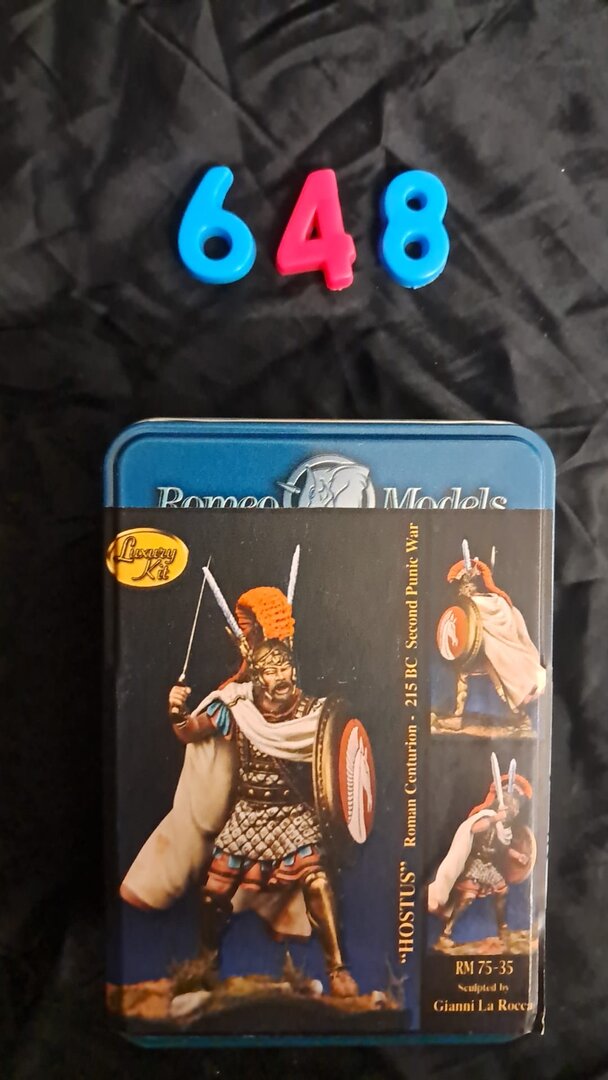 648
Romeo Models
Luxury
Kit
"HOSTUS" Roman Centurion - 215 BC Second Punic War
RM 75-35
Sculpted by
Gianni La Rocca